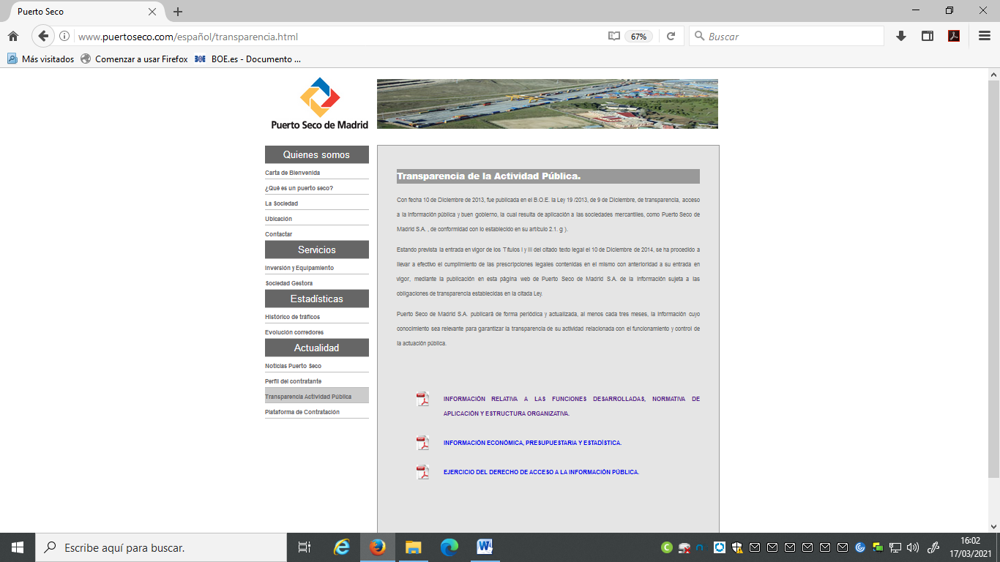 Puerto Seco
www.puertoseco.com/español/transparencia.html
67%
Buscar
Más visitados
Comenzar a usar Firefox
BOE.es - Documento ...
Puerto Seco de Madrid
Quienes somos
Carta de Bienvenida
¿Qué es un puerto seco?
La Sociedad
Ubicación
Contactar
Servicios
Inversión y Equipamiento
Sociedad Gestora
Estadísticas
Histórico de tráficos
Evolución corredores
Actualidad
Noticias Puerto Seco
Perfil del contratante
Transparencia Actividad Pública
Plataforma de Contratación
Transparencia de la Actividad Pública.
Con fecha 10 de Diciembre de 2013, fue publicada en el B.O.E. la Ley 19 /2013, de 9 de Diciembre, de transparencia, acceso
a la información pública y buen gobierno, la cual resulta de aplicación a las sociedades mercantiles, como Puerto Seco de
Madrid S.A. , de conformidad con lo establecido en su artículo 2.1. g ).
Estando prevista la entrada en vigor de los Títulos I y III del citado texto legal el 10 de Diciembre de 2014, se ha procedido a
llevar a efectivo el cumplimiento de las prescripciones legales contenidas en el mismo con anterioridad a su entrada en
vigor, mediante la publicación en esta página web de Puerto Seco de Madrid S.A. de la Información sujeta a las
obligaciones de transparencia establecidas en la citada Ley.
Puerto Seco de Madrid S.A. publicará de forma periódica y actualizada, al menos cada tres meses, la información cuyo
conocimiento sea relevante para garantizar la transparencia de su actividad relacionada con el funcionamiento y control de
la actuación pública.
INFORMACIÓN RELATIVA A LAS FUNCIONES DESARROLLADAS, NORMATIVA DE
APLICACIÓN Y ESTRUCTURA ORGANIZATIVA.
INFORMACIÓN ECONÓMICA, PRESUPUESTARIA Y ESTADÍSTICA.
EJERCICIO DEL DERECHO DE ACCESO A LA INFORMACIÓN PÚBLICA.
Escribe aquí para buscar.
16:02
17/03/2021